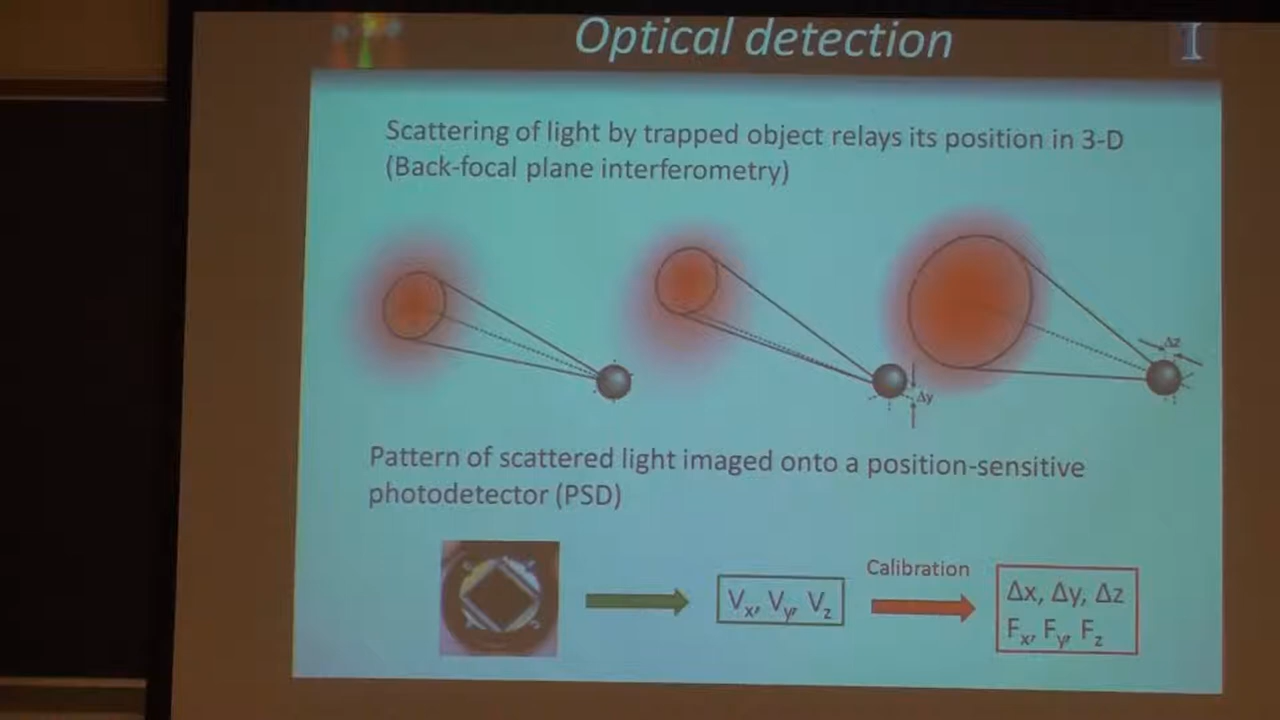 Optical detection
I
Scattering of light by trapped object relays its position in 3-D
(Back-focal plane interferometry)
Δz
Δy
Pattern of scattered light imaged onto a position-sensitive
photodetector (PSD)
Calibration
Vx, Vy, Vz
Δx, Δy, Δz
Fx, Fy, Fz